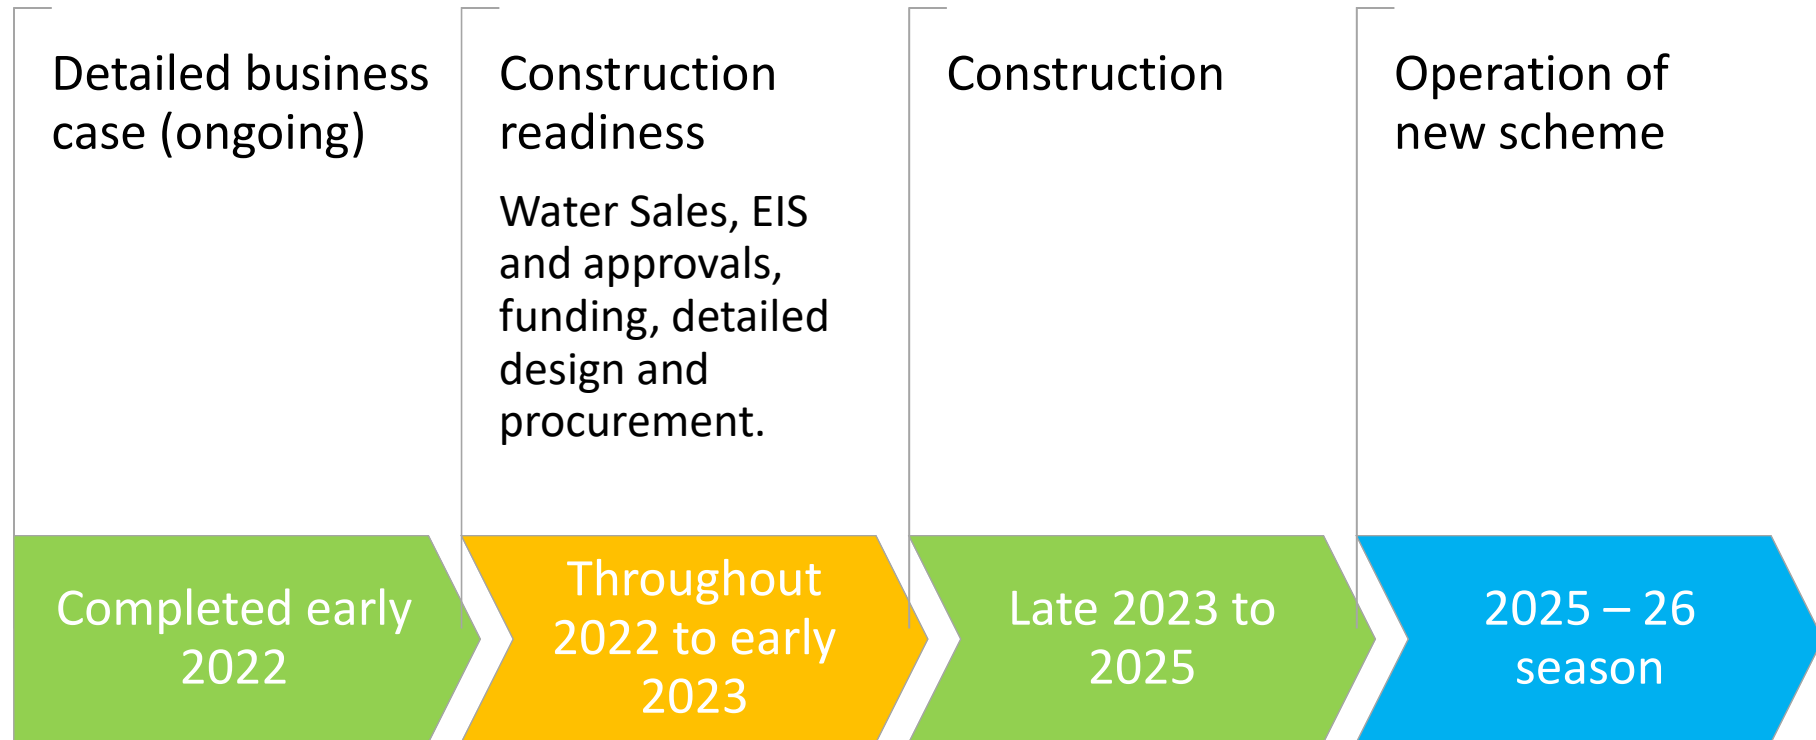 Detailed business
case (ongoing)
Construction
readiness
Water Sales, EIS
and approvals,
funding, detailed
design and
procurement.
Construction
Operation of
new scheme
Completed early
2022
Throughout
2022 to early
2023
Late 2023 to
2025
2025 – 26
season